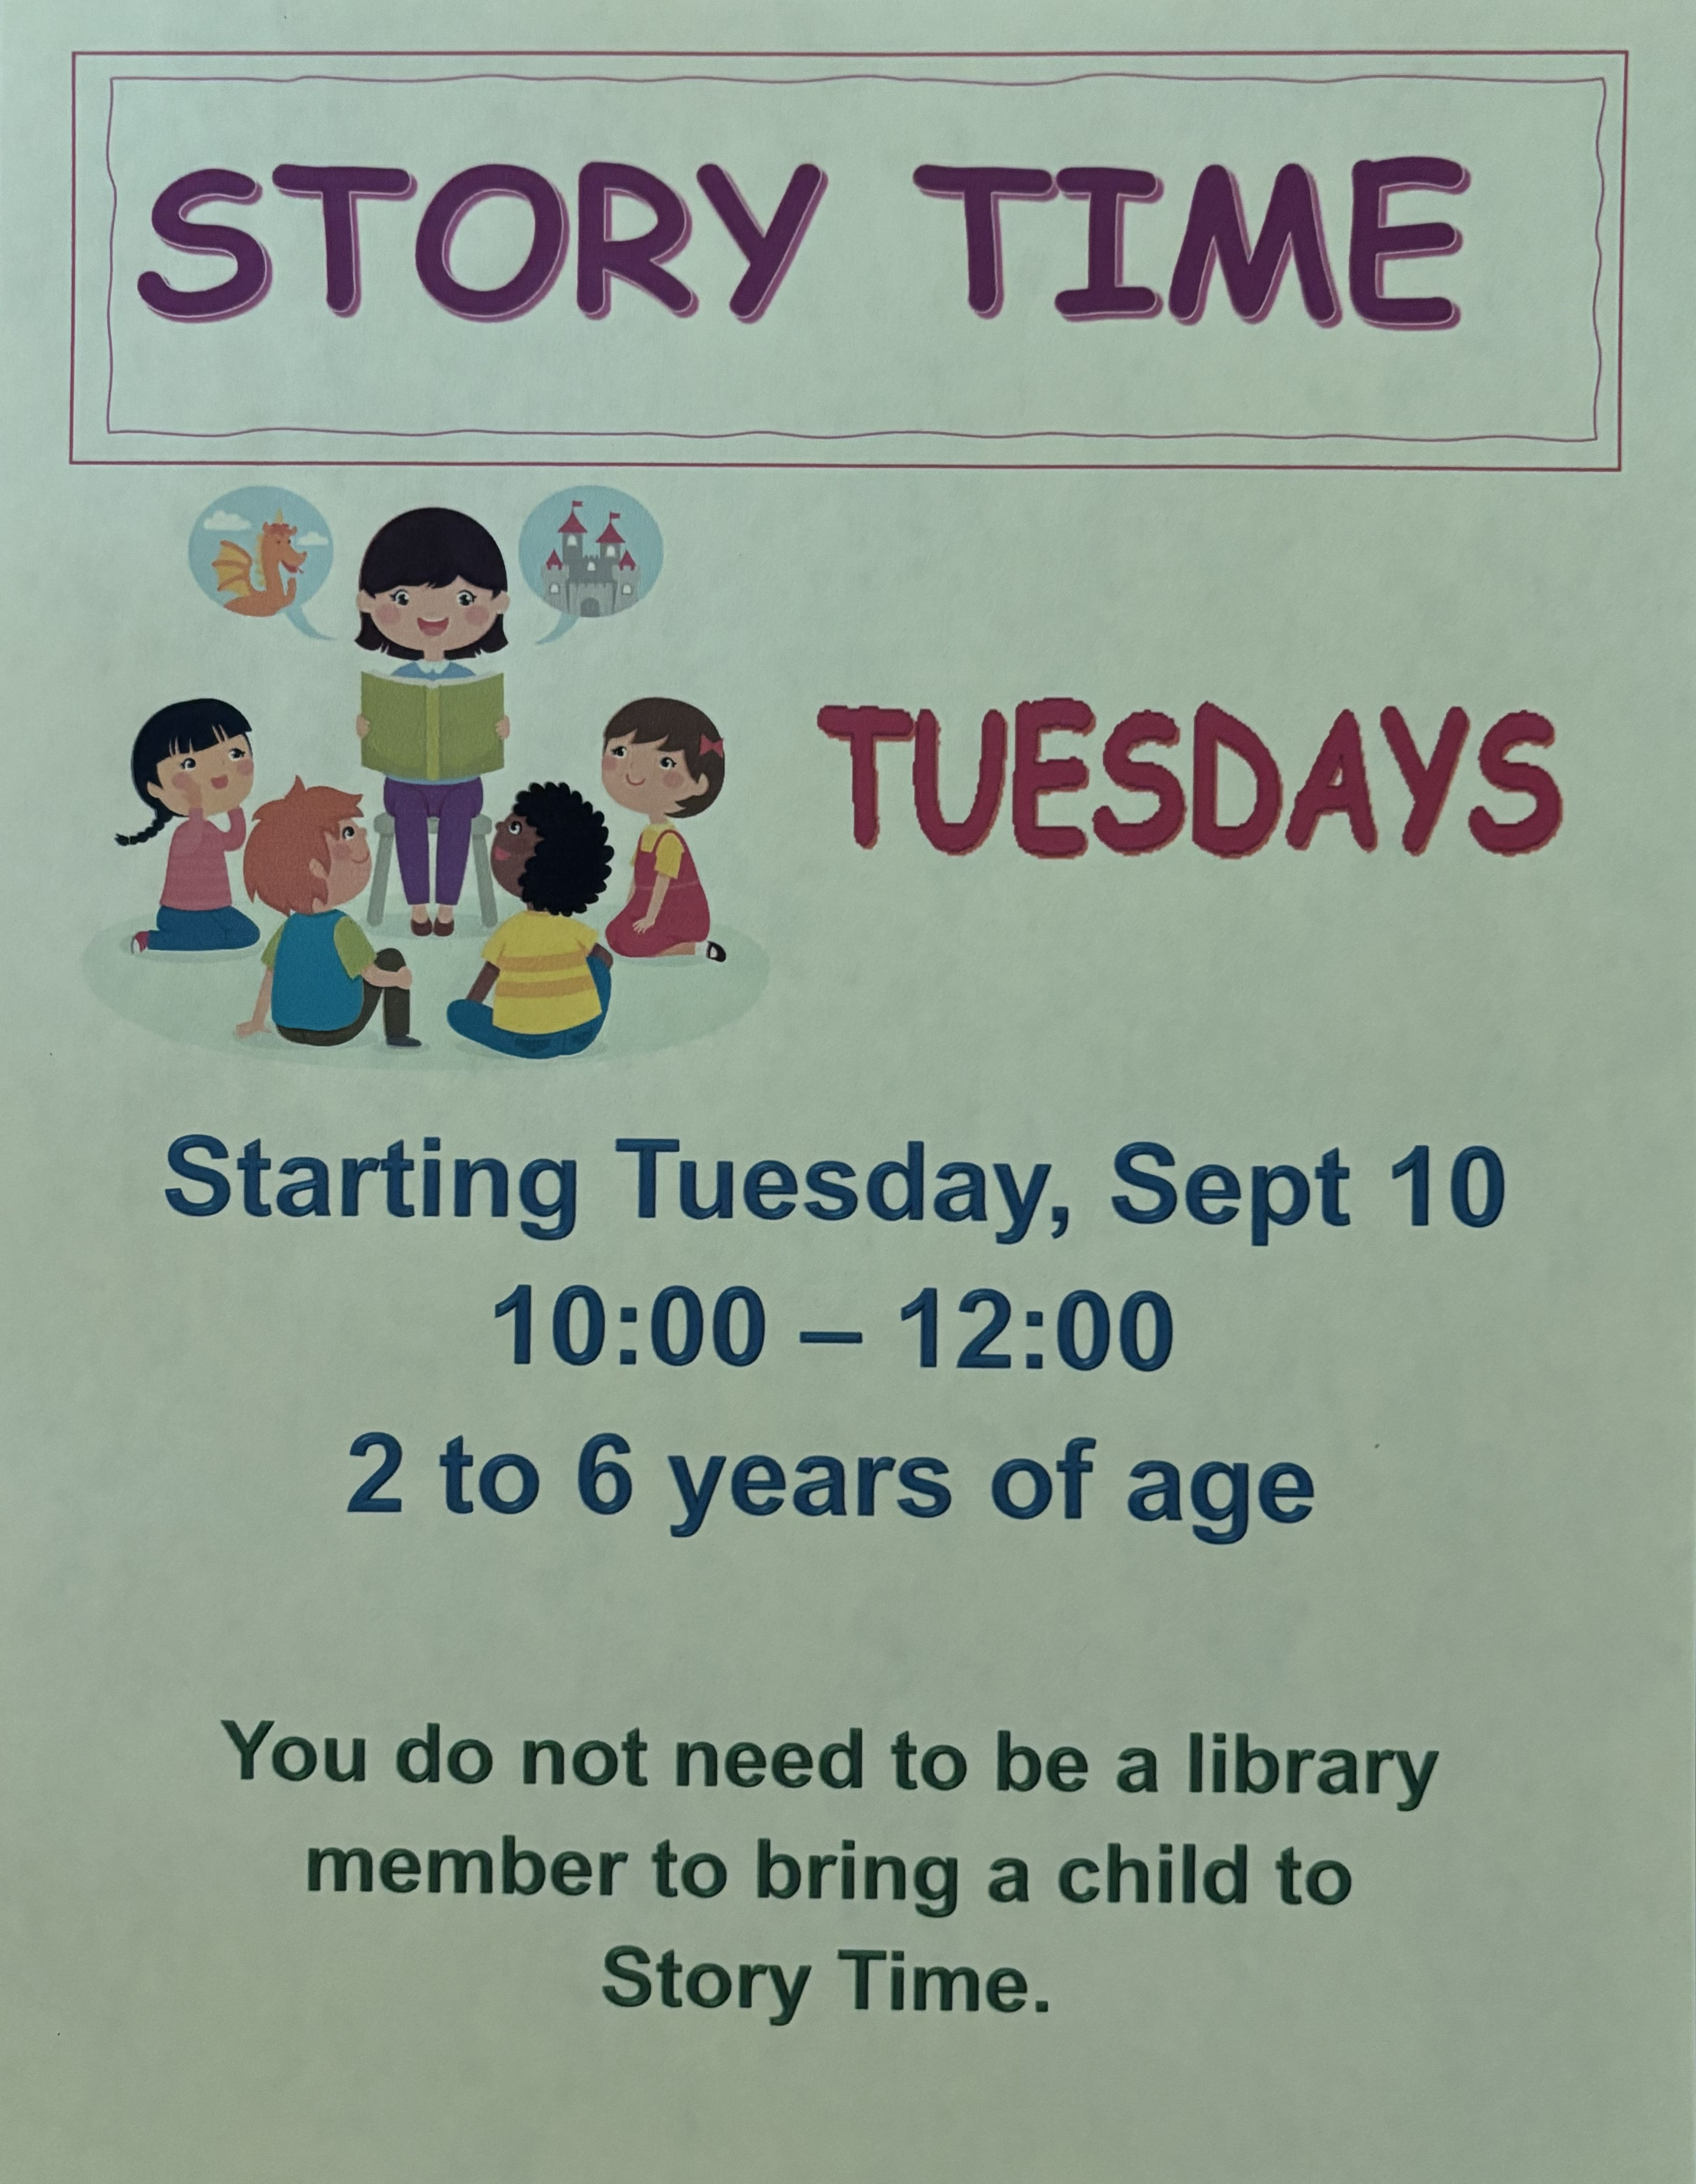 STORY TIME
TUESDAYS
Starting Tuesday, Sept 10
10:00 – 12:00
2 to 6 years of age
You do not need to be a library
member to bring a child to
Story Time.